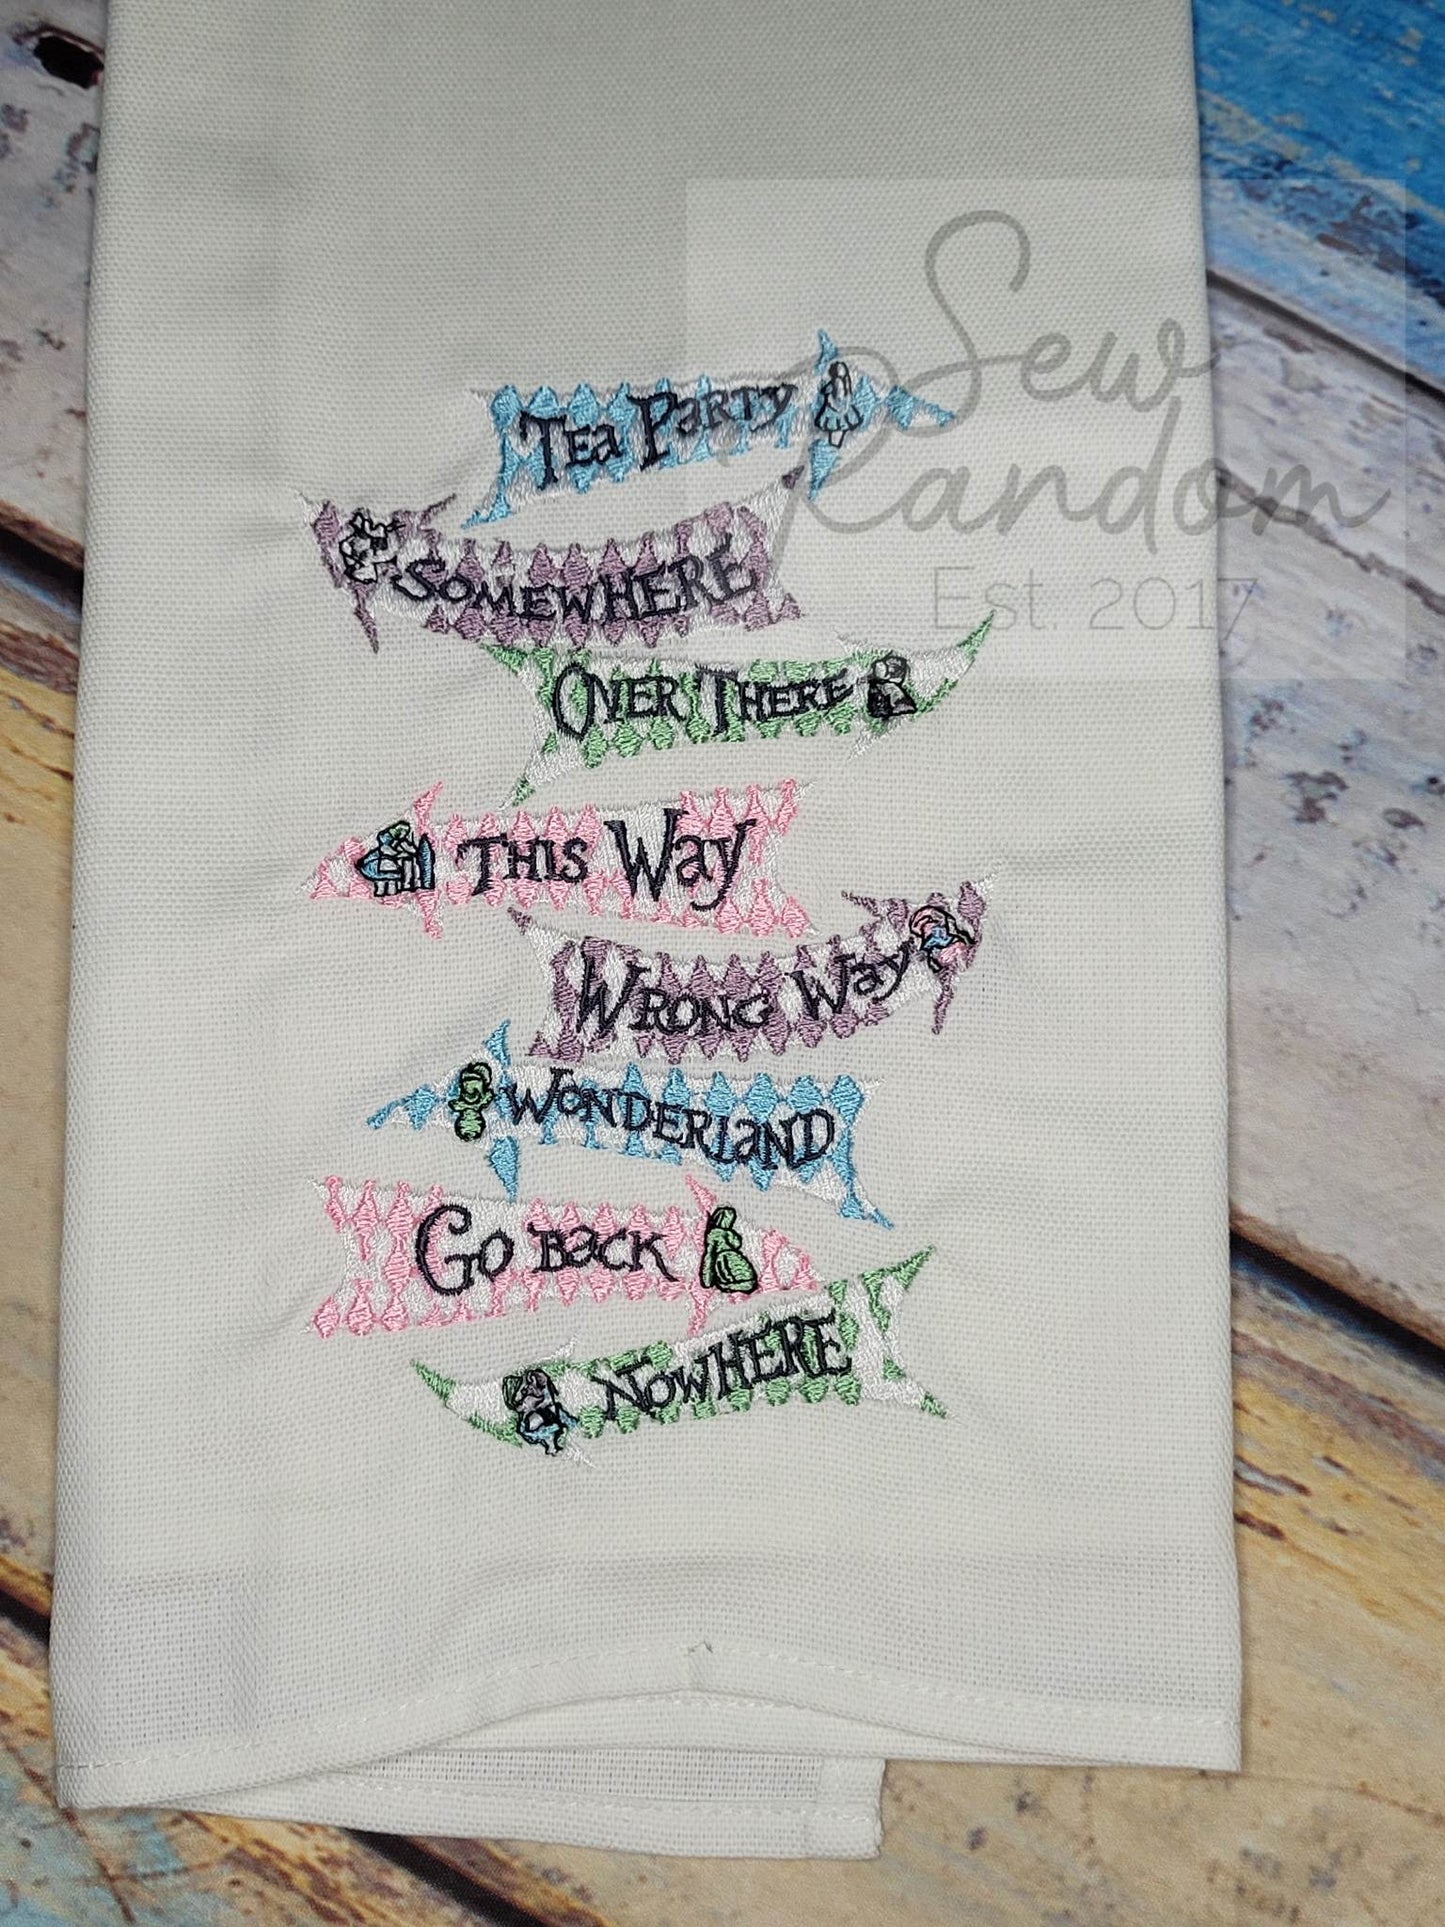 Sew
Random
Est. 2017
Tea Party
Somewhere
Over There
This Way
Wrong Way
Wonderland
Go Back
Nowhere